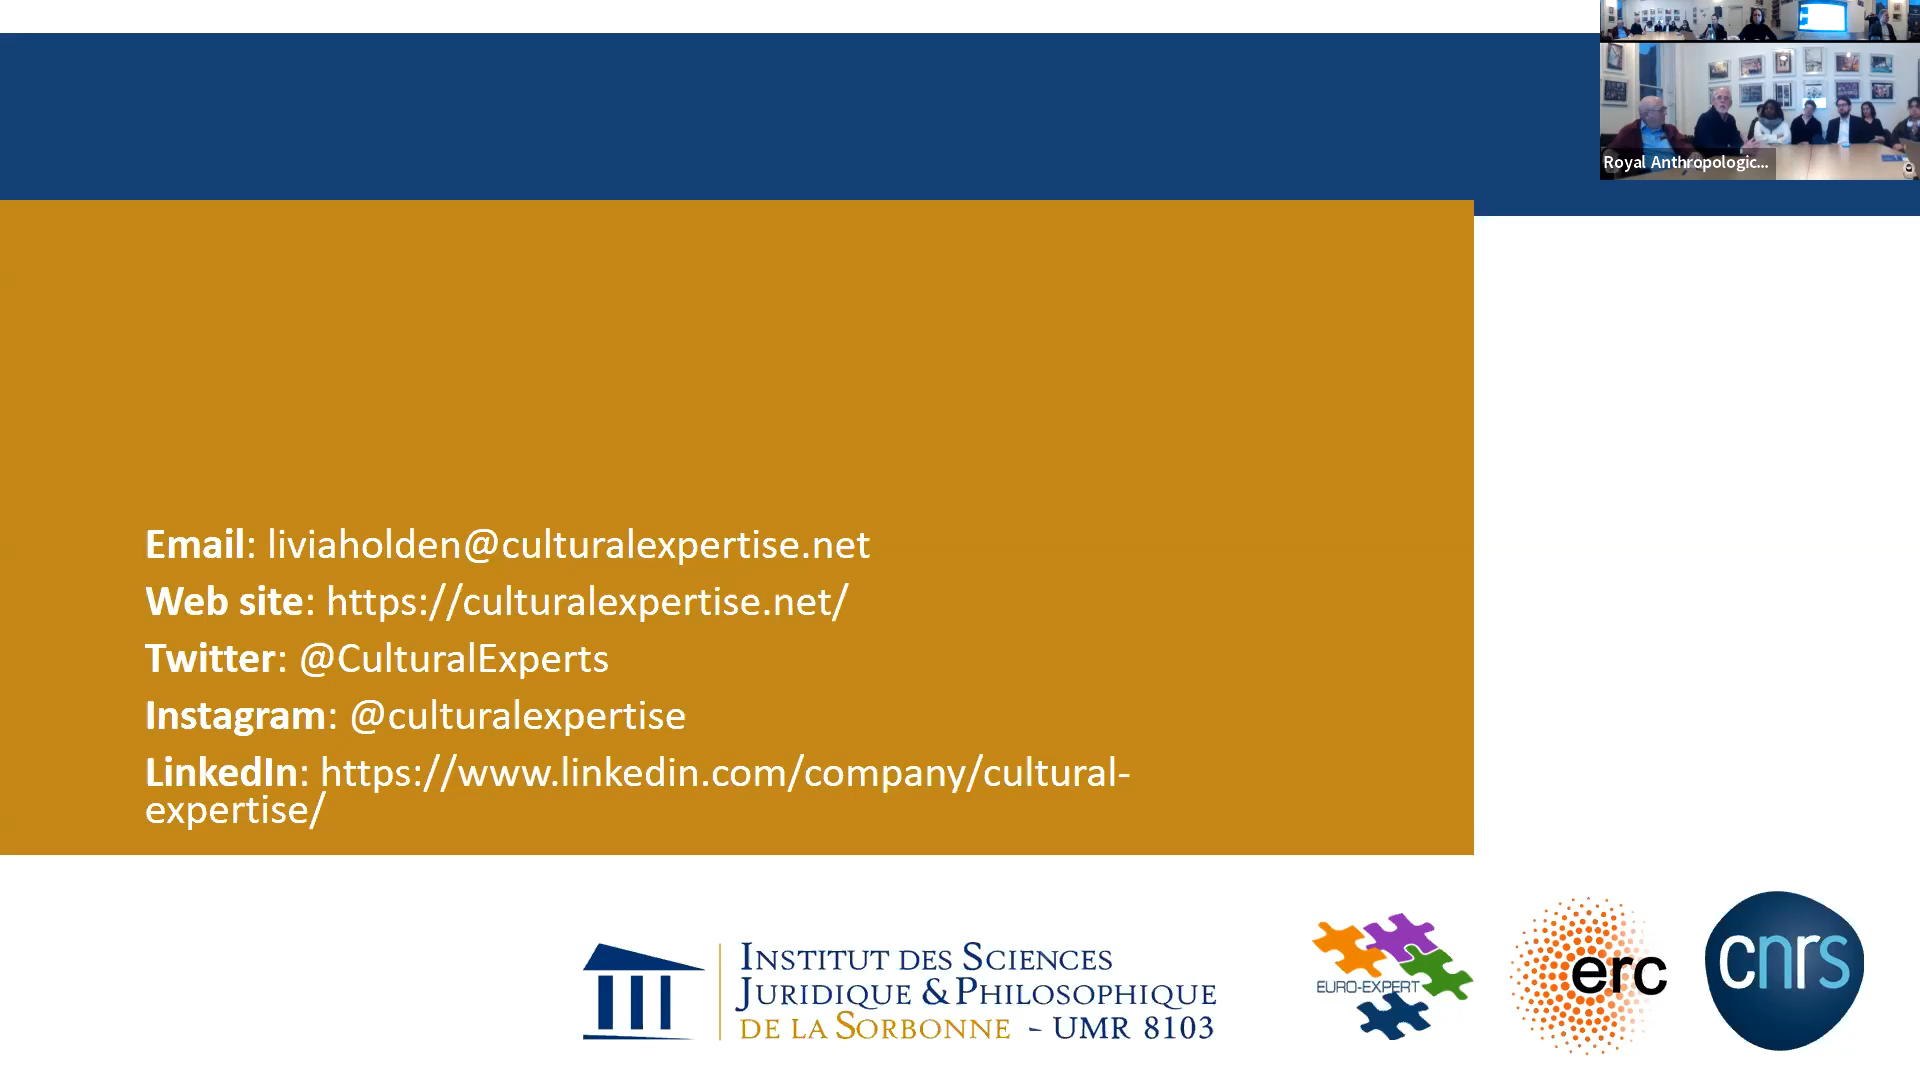 Royal Anthropologic...
Email: liviaholden@culturalexpertise.net
Web site: https://culturalexpertise.net/
Twitter: @CulturalExperts
Instagram: @culturalexpertise
LinkedIn: https://www.linkedin.com/company/cultural-
expertise/
INSTITUT DES SCIENCES
JURIDIQUE & PHILOSOPHIQUE
DE LA SORBONNE - UMR 8103
EURO-EXPERT
erc
cnrs